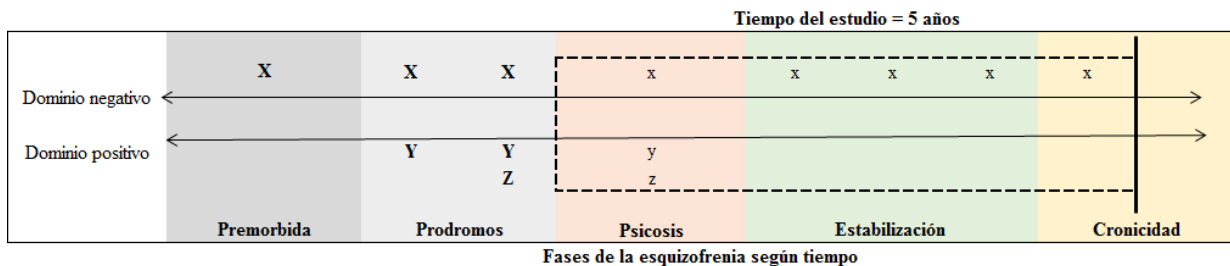 Tiempo del estudio = 5 años
X X X x x x x x
Dominio negativo
Dominio positivo
Y Y y
Z z
Premorbida Prodromos Psicosis Estabilización Cronicidad
Fases de la esquizofrenia según tiempo